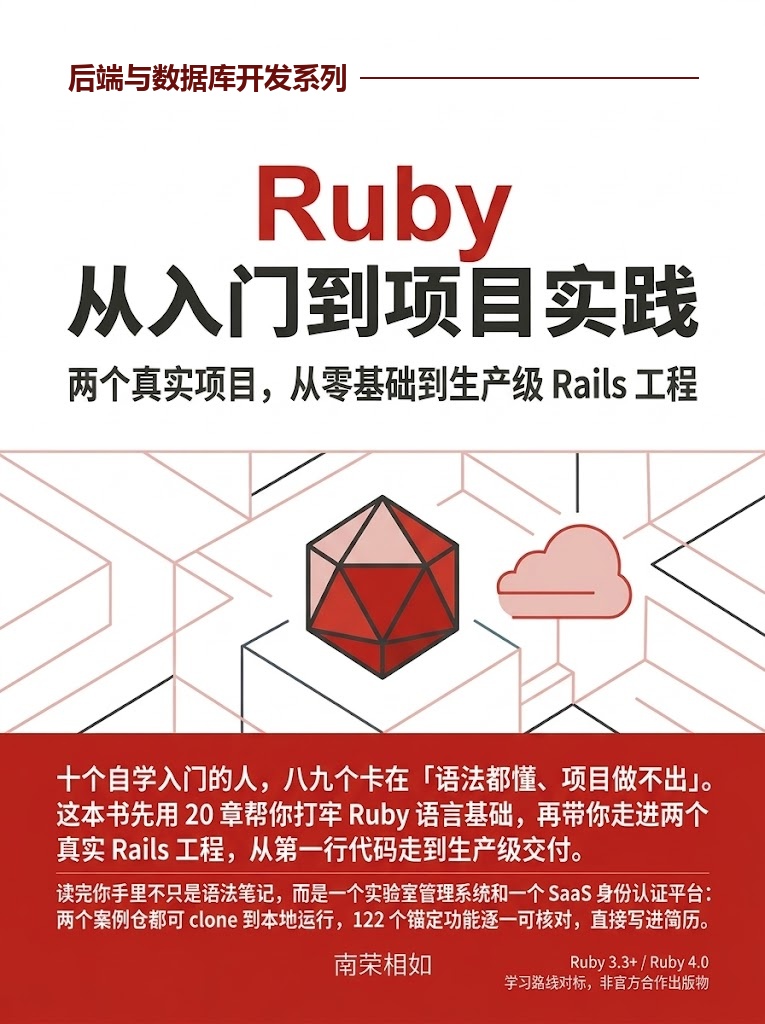 后端与数据库开发系列
Ruby
从入门到项目实践
两个真实项目，从零基础到生产级 Rails 工程
十个自学入门的人，八九个卡在「语法都懂、项目做不出」。
这本书先用 20 章帮你打牢 Ruby 语言基础，再带你走进两个
真实 Rails 工程，从第一行代码走到生产级交付。
读完你手里不只是语法笔记，而是一个实验室管理系统和一个 SaaS 身份认证平台：
两个案例仓都可 clone 到本地运行，122 个锚定功能逐一可核对，直接写进简历。
南荣相如
Ruby 3.3+ / Ruby 4.0
学习路线对标，非官方合作出版物